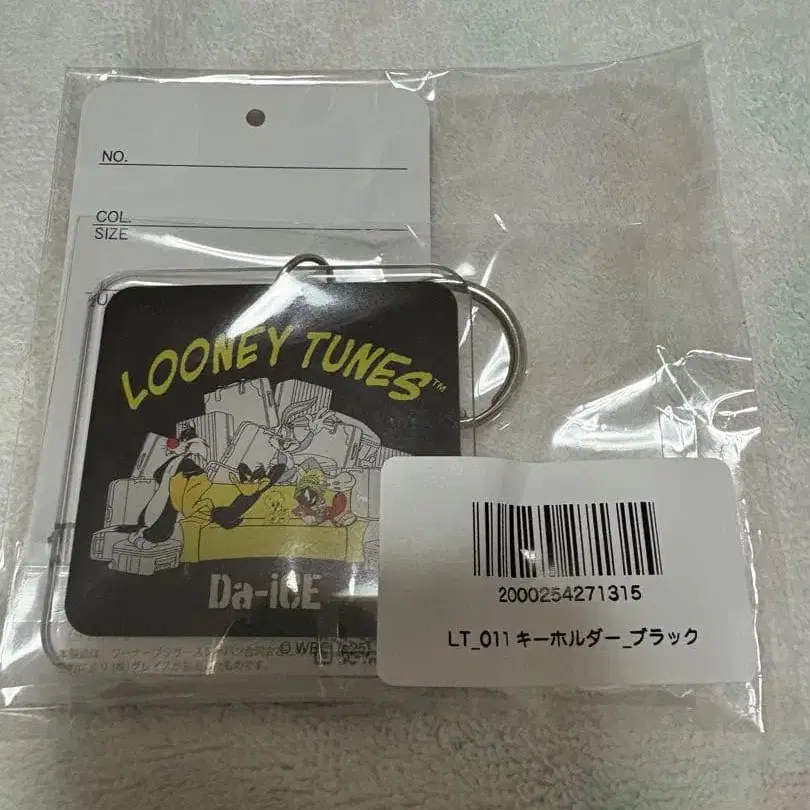 NO.
COL.
SIZE
LOONEY TUNES™
Da-iCE
© WBEI
2000254271315
LT_011 キーホルダー_ブラック